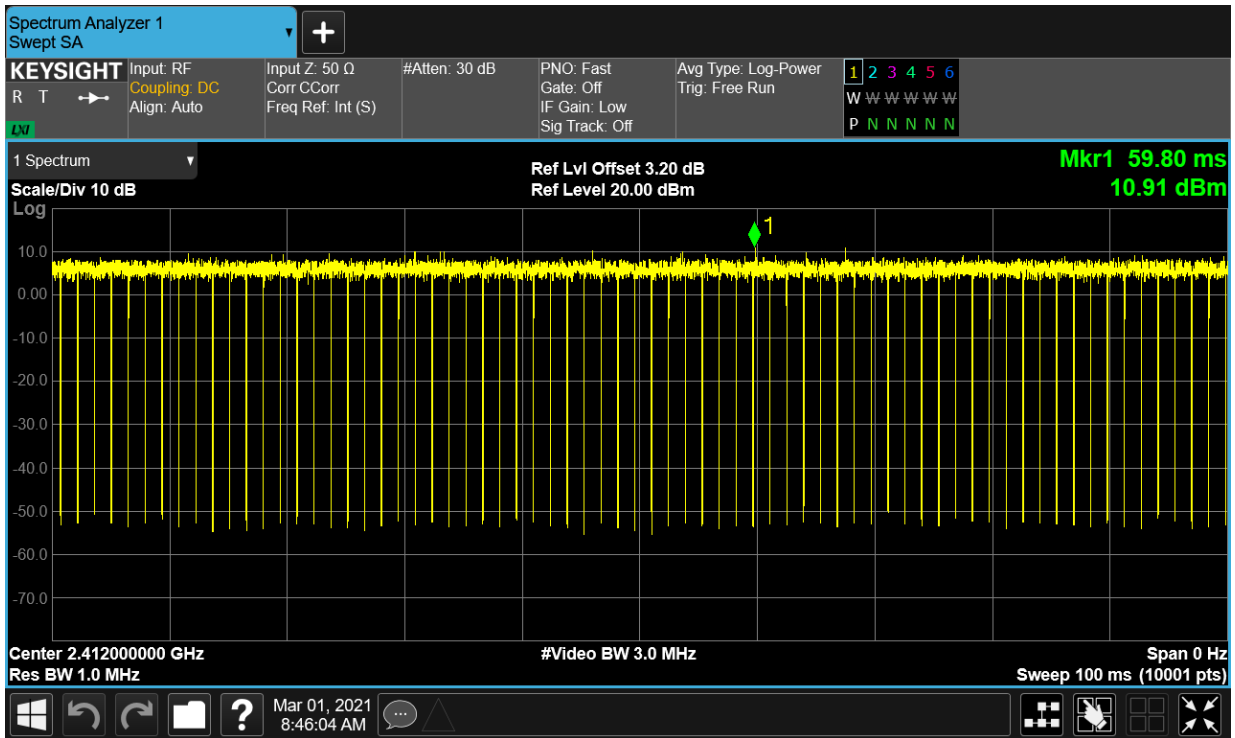 Spectrum Analyzer 1
Swept SA
+
KEYSIGHT
R T
LXI
Input: RF
Coupling: DC
Align: Auto
Input Z: 50 Ω
Corr CCorr
Freq Ref: Int (S)
#Atten: 30 dB
PNO: Fast
Gate: Off
IF Gain: Low
Sig Track: Off
Avg Type: Log-Power
Trig: Free Run
1 2 3 4 5 6
W W W W W W
P N N N N N
1 Spectrum
Scale/Div 10 dB
Log
Ref Lvl Offset 3.20 dB
Ref Level 20.00 dBm
Mkr1 59.80 ms
10.91 dBm
1
10.0
0.00
-10.0
-20.0
-30.0
-40.0
-50.0
-60.0
-70.0
Center 2.412000000 GHz
Res BW 1.0 MHz
#Video BW 3.0 MHz
Span 0 Hz
Sweep 100 ms (10001 pts)
?
Mar 01, 2021
8:46:04 AM